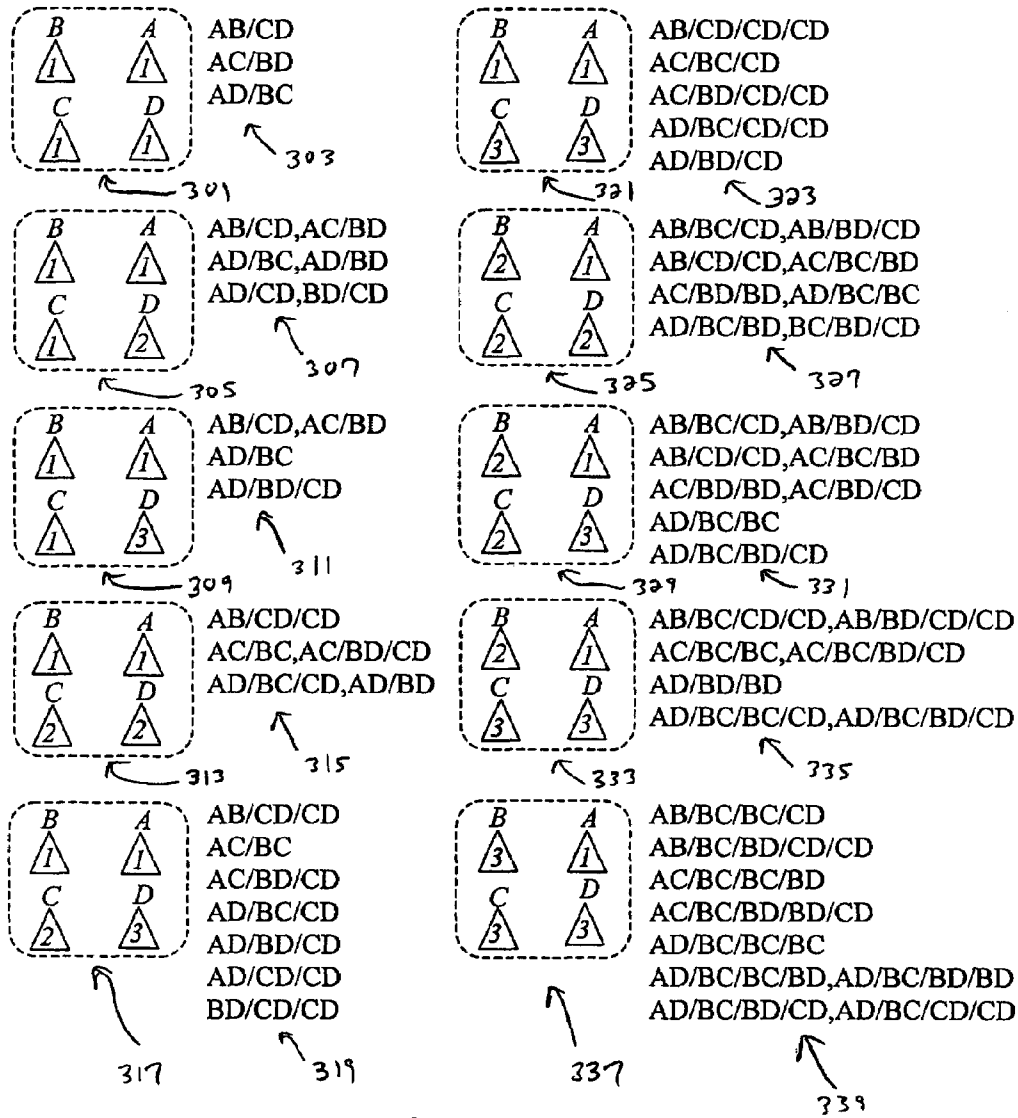 B A
1 1
C D
1 1
301
AB/CD
AC/BD
AD/BC
303
B A
1 1
C D
1 2
305
AB/CD,AC/BD
AD/BC,AD/BD
AD/CD,BD/CD
307
B A
1 1
C D
1 3
309
AB/CD,AC/BD
AD/BC
AD/BD/CD
311
B A
1 1
C D
2 2
313
AB/CD/CD
AC/BC,AC/BD/CD
AD/BC/CD,AD/BD
315
B A
1 1
C D
2 3
317
AB/CD/CD
AC/BC
AC/BD/CD
AD/BC/CD
AD/BD/CD
AD/CD/CD
BD/CD/CD
319
B A
1 1
C D
3 3
321
AB/CD/CD/CD
AC/BC/CD
AC/BD/CD/CD
AD/BC/CD/CD
AD/BD/CD
323
B A
2 1
C D
2 2
325
AB/BC/CD,AB/BD/CD
AB/CD/CD,AC/BC/BD
AC/BD/BD,AD/BC/BC
AD/BC/BD,BC/BD/CD
327
B A
2 1
C D
2 3
329
AB/BC/CD,AB/BD/CD
AB/CD/CD,AC/BC/BD
AC/BD/BD,AC/BD/CD
AD/BC/BC
AD/BC/BD/CD
331
B A
2 1
C D
3 3
333
AB/BC/CD/CD,AB/BD/CD/CD
AC/BC/BC,AC/BC/BD/CD
AD/BD/BD
AD/BC/BC/CD,AD/BC/BD/CD
335
B A
3 1
C D
3 3
337
AB/BC/BC/CD
AB/BC/BD/CD/CD
AC/BC/BC/BD
AC/BC/BD/BD/CD
AD/BC/BC/BC
AD/BC/BC/BD,AD/BC/BD/BD
AD/BC/BD/CD,AD/BC/CD/CD
339